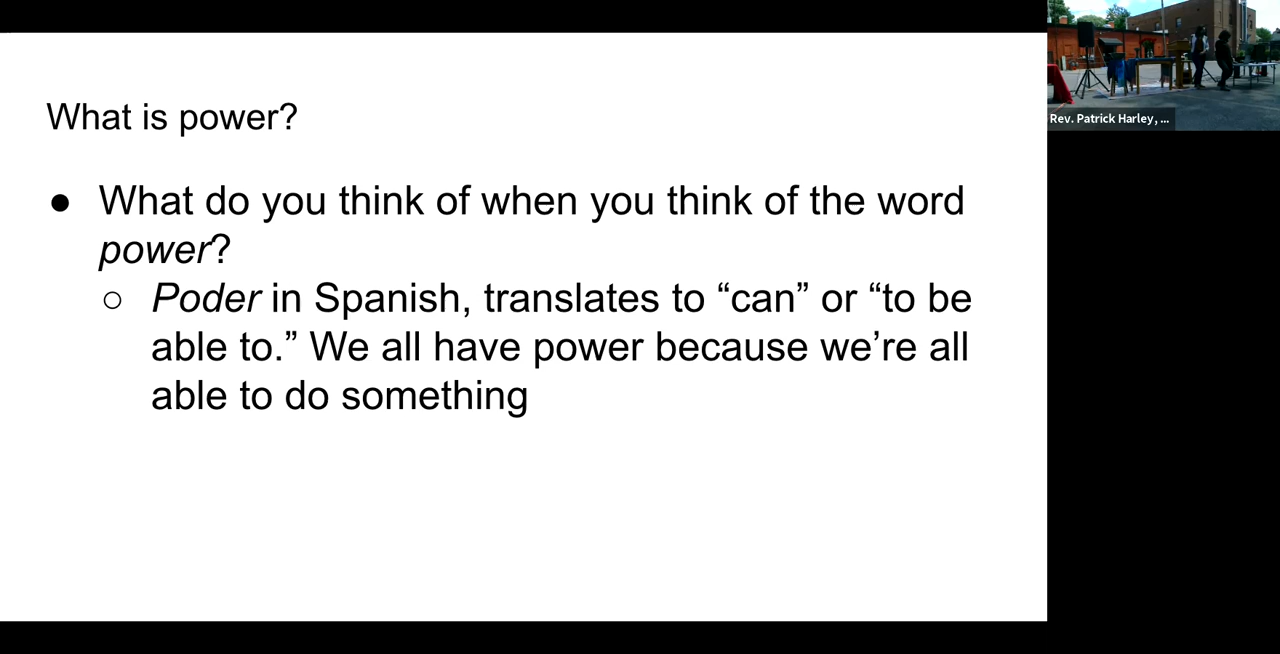 What is power?
● What do you think of when you think of the word
power?
○ Poder in Spanish, translates to “can” or “to be
able to.” We all have power because we’re all
able to do something
Rev. Patrick Harley, ...